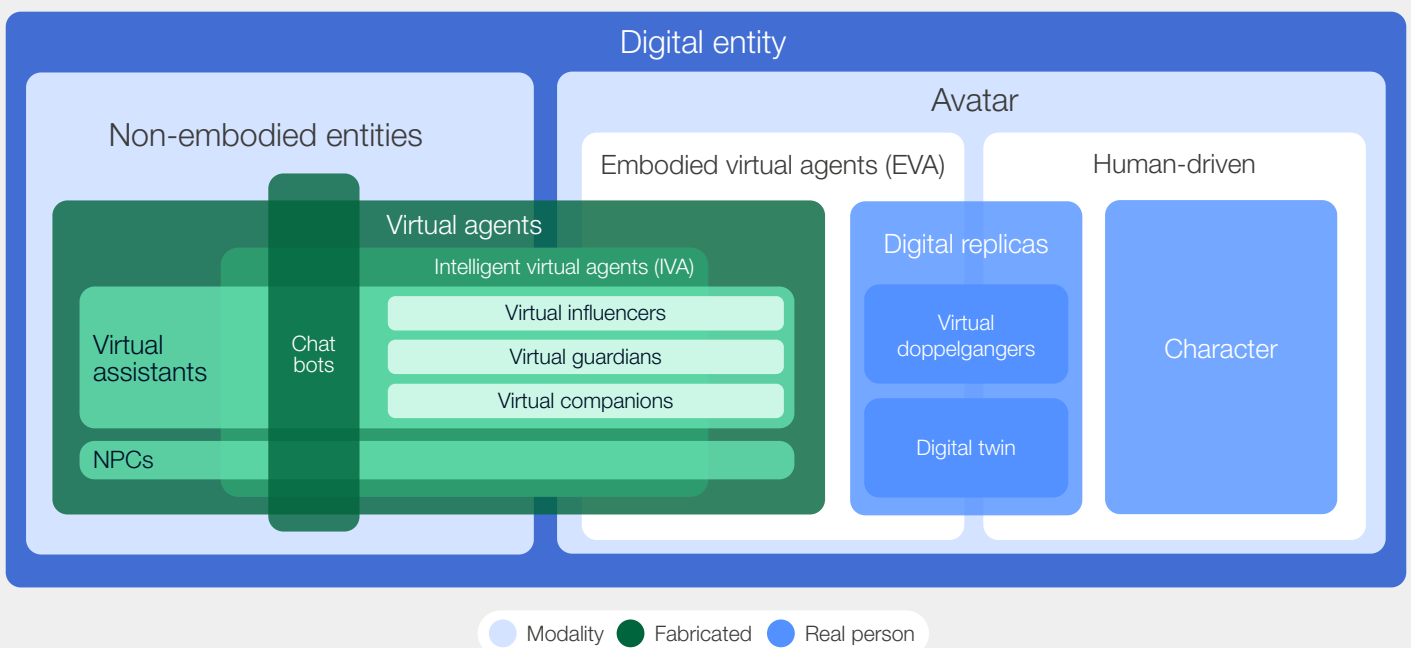 Digital entity
Non-embodied entities
Avatar
Embodied virtual agents (EVA)
Human-driven
Virtual agents
Intelligent virtual agents (IVA)
Virtual
assistants
Chat
bots
Virtual influencers
Virtual guardians
Virtual companions
NPCs
Digital replicas
Virtual
doppelgangers
Digital twin
Character
Modality
Fabricated
Real person